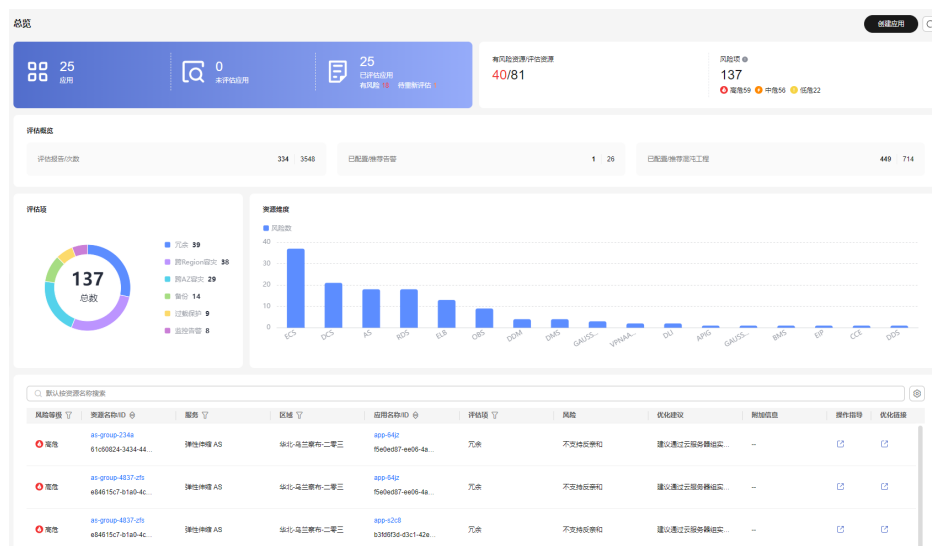 总览
创建应用
25
应用
0
未评估应用
25
已评估应用
有风险 19 待重新评估
有风险资源/评估资源
40/81
风险项
137
高危59 中危56 低危22
评估概览
评估报告/次数 334 3548
已配置/推荐告警 1 26
已配置/推荐混沌工程 449 714
评估项
137
总数
冗余 39
跨Region容灾 38
跨AZ容灾 29
备份 14
过载保护 9
监控告警 8
资源维度
风险数
40
30
20
10
0
ECS DCS AS RDS ELB OBS DDM DMS GAUSS... VPNAA... DLI APIG GAUSS... BMS EIP CCE DDS
默认按资源名称搜索
风险等级 资源名称/ID 服务 区域 应用名称/ID 评估项 风险 优化建议 附加信息 操作指导 优化链接
高危 as-group-234a 弹性伸缩 AS 华北-乌兰察布-二零三 app-64jz 冗余 不支持反亲和 建议通过云服务器组实... --
61c60824-3434-44... f5e0ed87-ee06-4a...
高危 as-group-4837-zfs 弹性伸缩 AS 华北-乌兰察布-二零三 app-64jz 冗余 不支持反亲和 建议通过云服务器组实... --
e84615c7-b1a0-4c... f5e0ed87-ee06-4a...
高危 as-group-4837-zfs 弹性伸缩 AS 华北-乌兰察布-二零三 app-s2c8 冗余 不支持反亲和 建议通过云服务器组实... --
e84615c7-b1a0-4c... b3fd6f3d-d3c1-42e...